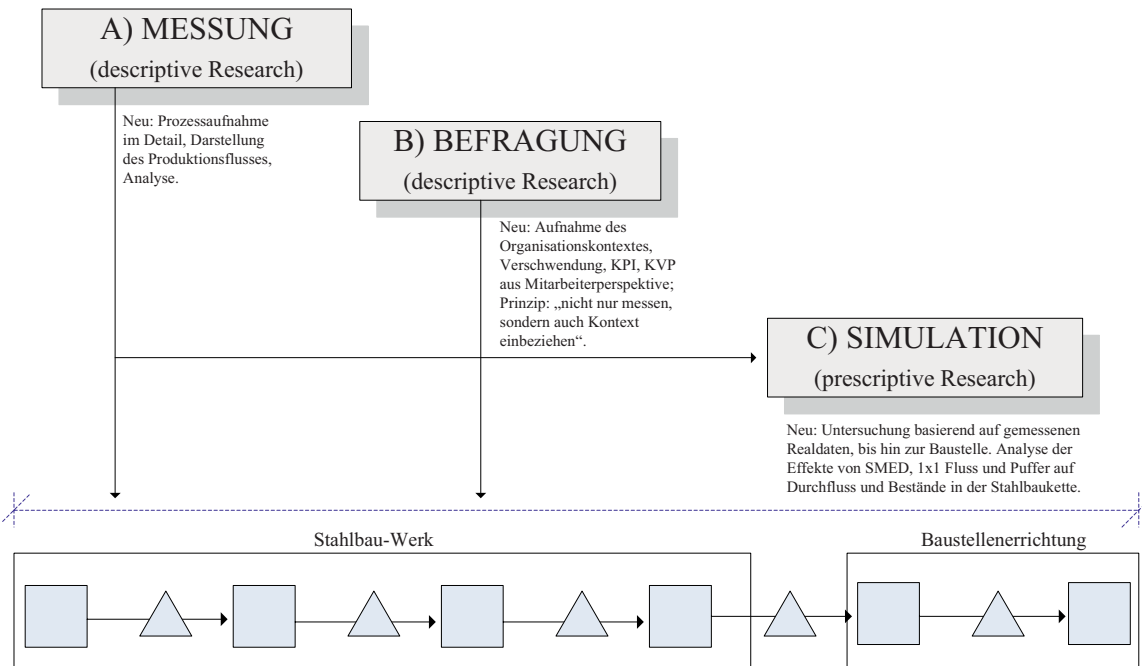 A) MESSUNG
(descriptive Research)
Neu: Prozessaufnahme
im Detail, Darstellung
des Produktionsflusses,
Analyse.
B) BEFRAGUNG
(descriptive Research)
Neu: Aufnahme des
Organisationskontextes,
Verschwendung, KPI, KVP
aus Mitarbeiterperspektive;
Prinzip: „nicht nur messen,
sondern auch Kontext
einbeziehen“.
C) SIMULATION
(prescriptive Research)
Neu: Untersuchung basierend auf gemessenen
Realdaten, bis hin zur Baustelle. Analyse der
Effekte von SMED, 1x1 Fluss und Puffer auf
Durchfluss und Bestände in der Stahlbaukette.
Stahlbau-Werk
Baustellenerrichtung